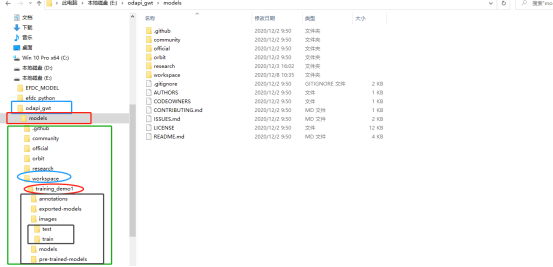 此电脑 > 本地磁盘 (E:) > odapi_gwt > models
搜索"mo
文档
下载
音乐
桌面
Win 10 Pro x64 (C:)
本地磁盘 (D:)
本地磁盘 (E:)
EFDC_MODEL
efdc_python
odapi_gwt
models
.github
community
official
orbit
research
workspace
training_demo1
annotations
exported-models
images
test
train
models
pre-trained-models
名称 修改日期 类型 大小
.github 2020/12/2 9:50 文件夹
community 2020/12/2 9:50 文件夹
official 2020/12/2 9:50 文件夹
orbit 2020/12/2 9:50 文件夹
research 2020/12/3 16:02 文件夹
workspace 2020/12/8 10:35 文件夹
.gitignore 2020/12/2 9:50 GITIGNORE 文件 2 KB
AUTHORS 2020/12/2 9:50 文件 1 KB
CODEOWNERS 2020/12/2 9:50 文件 1 KB
CONTRIBUTING.md 2020/12/2 9:50 MD 文件 1 KB
ISSUES.md 2020/12/2 9:50 MD 文件 2 KB
LICENSE 2020/12/2 9:50 文件 12 KB
README.md 2020/12/2 9:50 MD 文件 4 KB